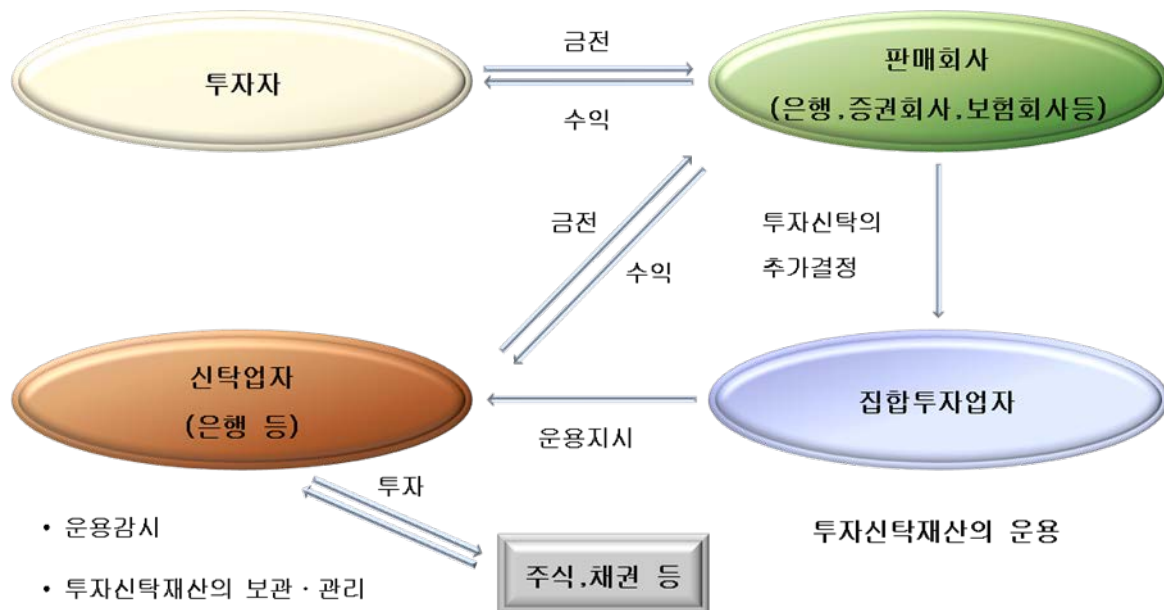 금전
투자자
판매회사
(은행,증권회사,보험회사등)
수익
금전
수익
투자신탁의
추가결정
신탁업자
(은행 등)
집합투자업자
운용지시
투자
• 운용감시
• 투자신탁재산의 보관·관리
주식,채권 등
투자신탁재산의 운용